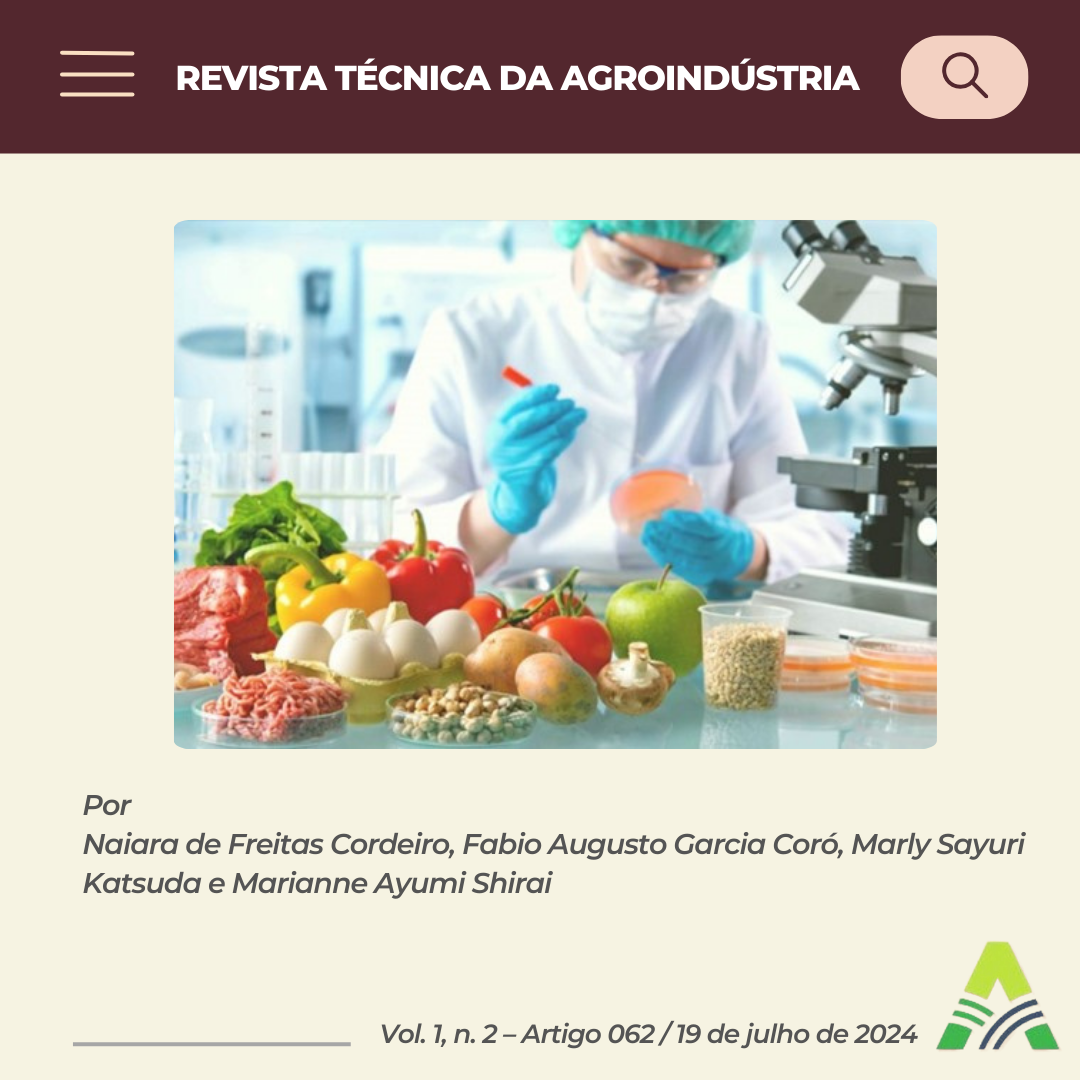 REVISTA TÉCNICA DA AGROINDÚSTRIA
Por
Naiara de Freitas Cordeiro, Fabio Augusto Garcia Coró, Marly Sayuri
Katsuda e Marianne Ayumi Shirai
Vol. 1, n. 2 – Artigo 062 / 19 de julho de 2024